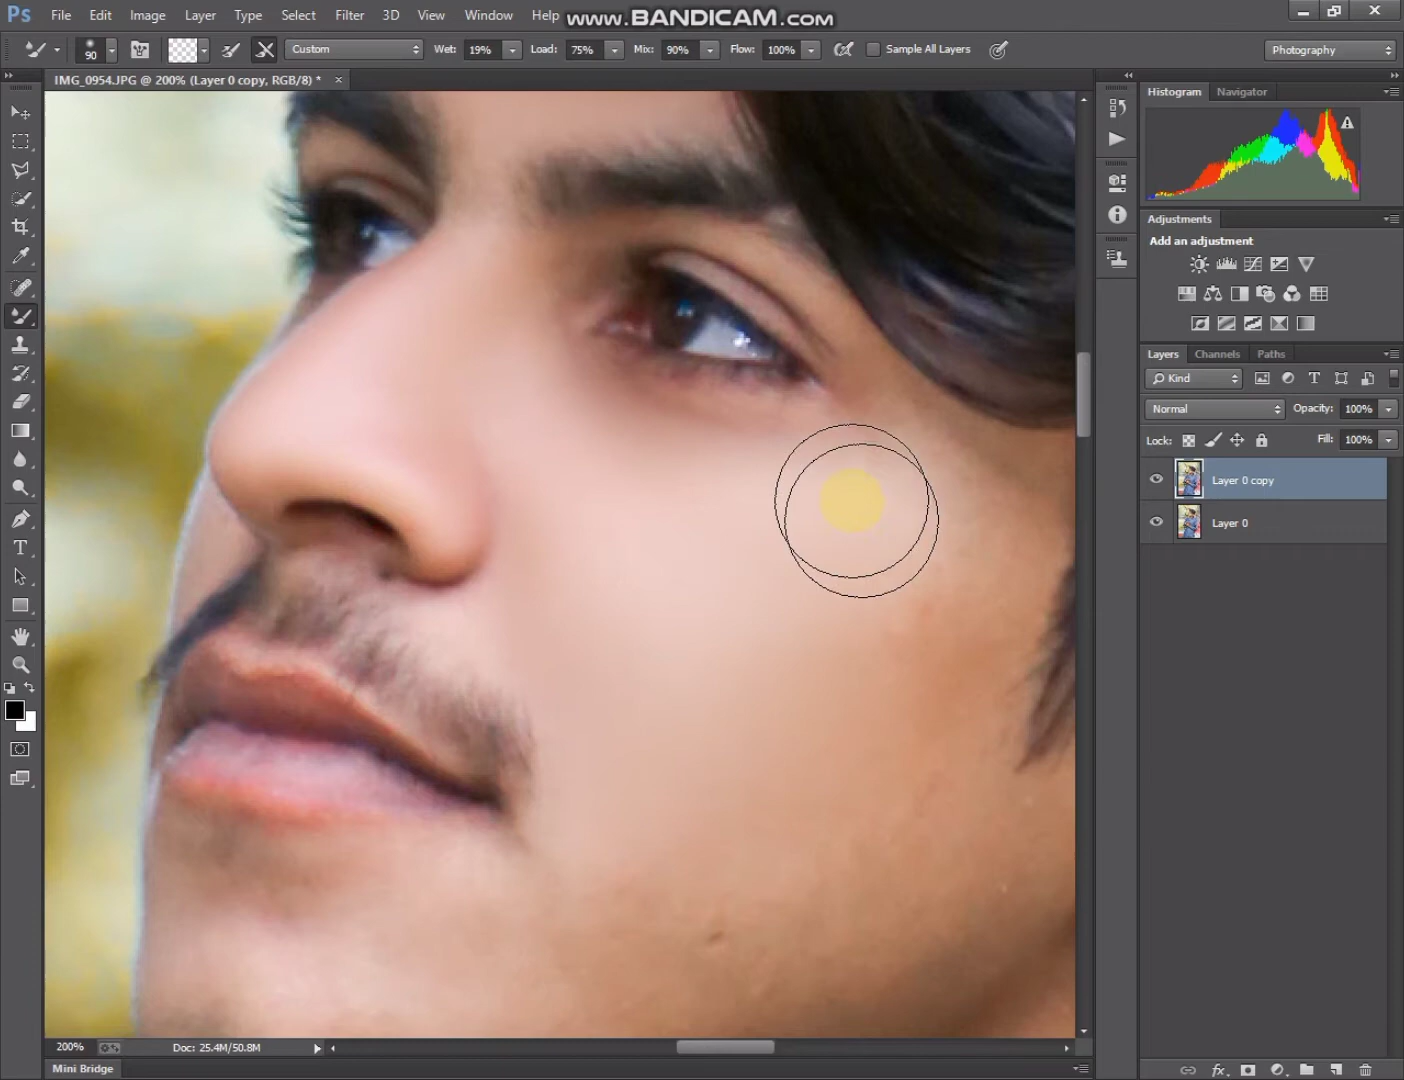 Ps File Edit Image Layer Type Select Filter 3D View Window Help www.BANDICAM.com
90 Custom Wet: 19% Load: 75% Mix: 90% Flow: 100% Sample All Layers Photography
IMG_0954.JPG @ 200% (Layer 0 copy, RGB/8) * ×
Histogram Navigator
Adjustments
Add an adjustment
Layers Channels Paths
Kind
Normal Opacity: 100%
Lock: Fill: 100%
Layer 0 copy
Layer 0
200% Doc: 25.4M/50.8M
Mini Bridge
fx